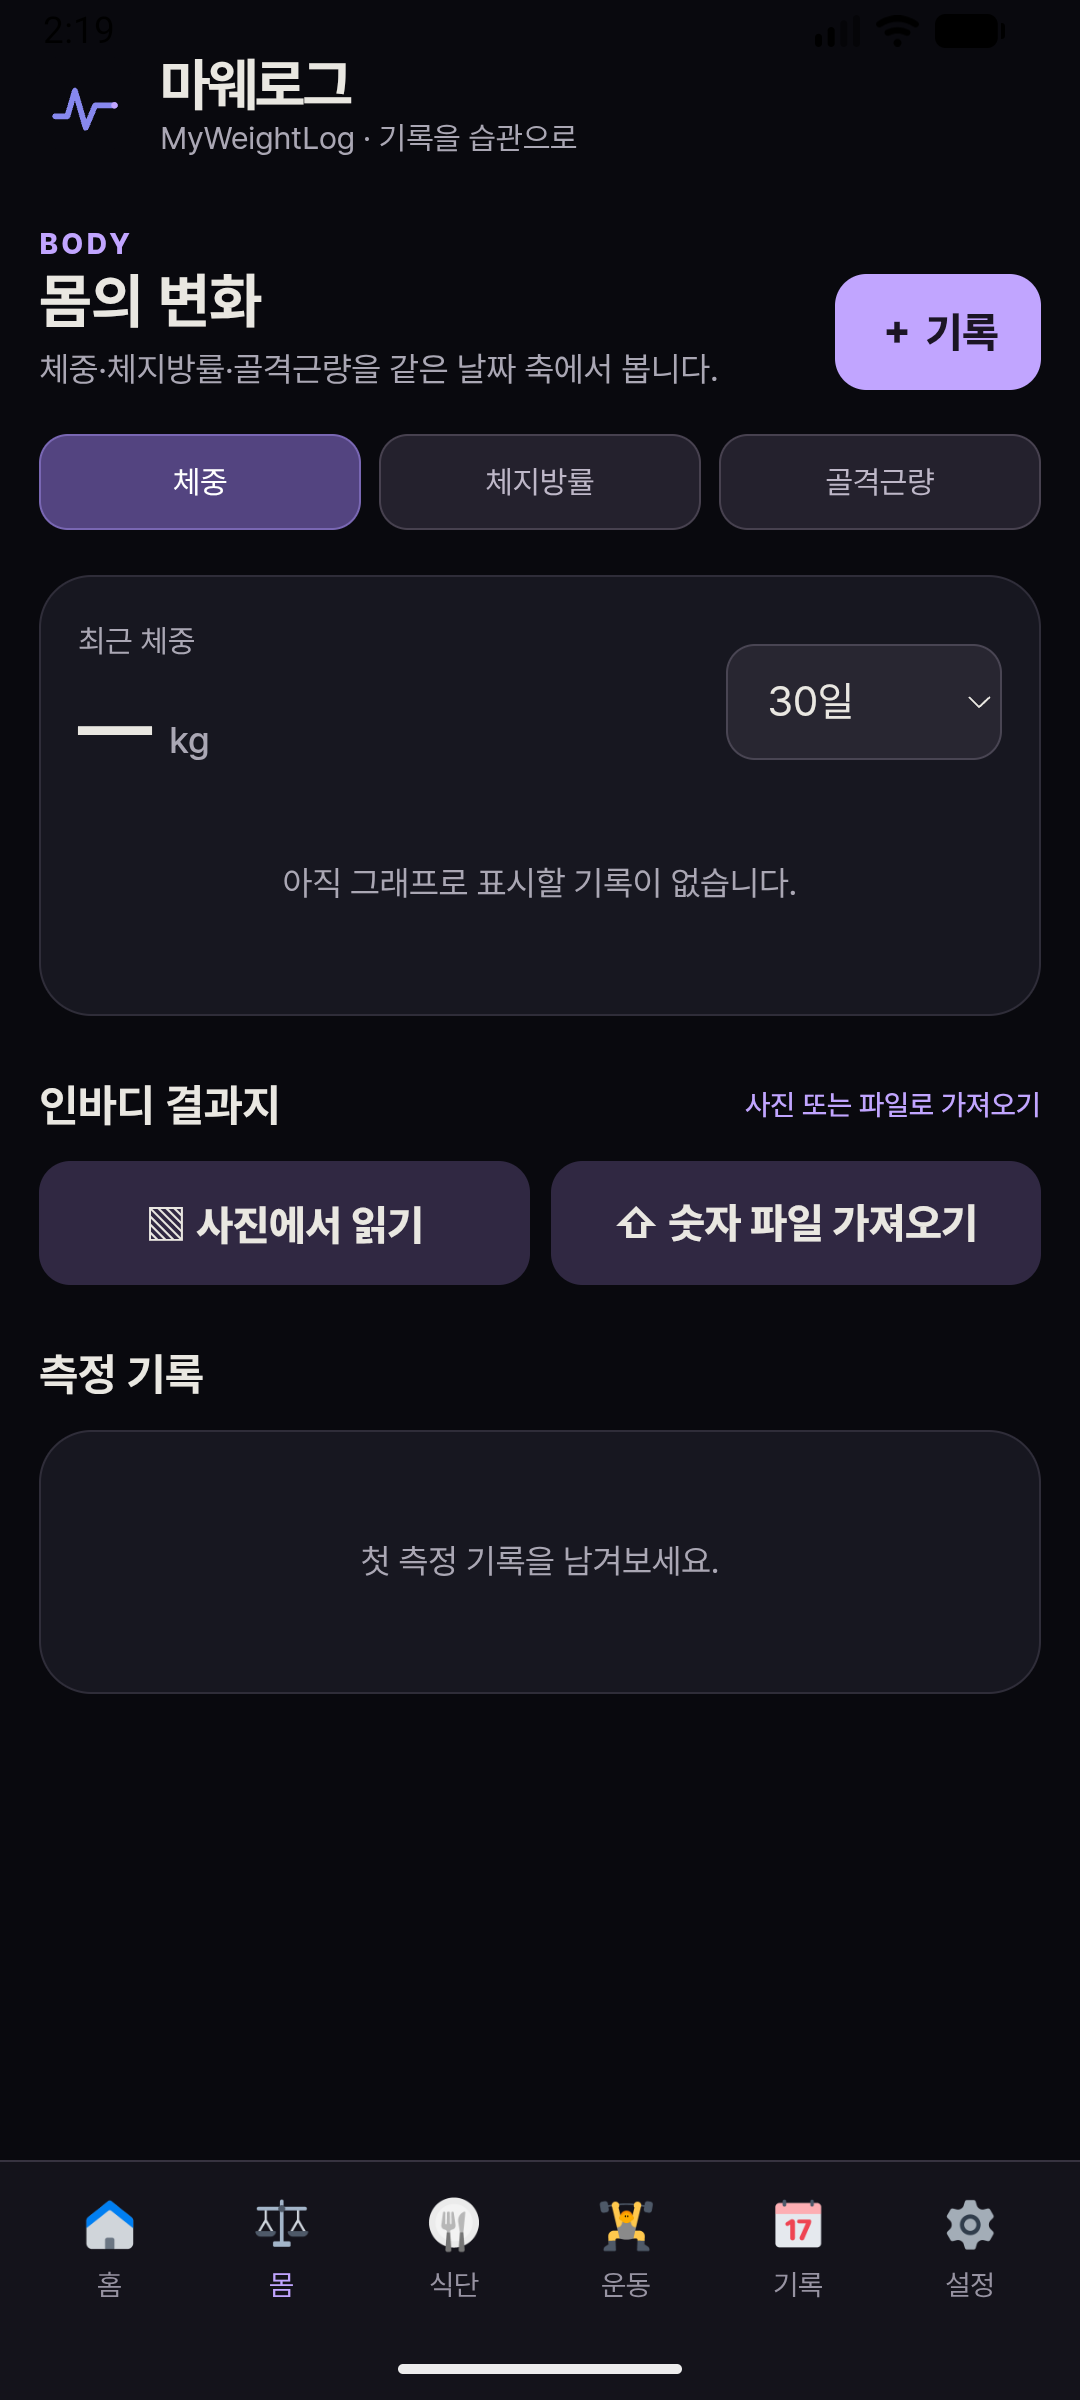 2:19
마웨로그
MyWeightLog · 기록을 습관으로
BODY
몸의 변화
체중·체지방률·골격근량을 같은 날짜 축에서 봅니다.
+ 기록
체중
체지방률
골격근량
최근 체중
— kg
30일
아직 그래프로 표시할 기록이 없습니다.
인바디 결과지
사진 또는 파일로 가져오기
▧ 사진에서 읽기
⇧ 숫자 파일 가져오기
측정 기록
첫 측정 기록을 남겨보세요.
17
홈
몸
식단
운동
기록
설정